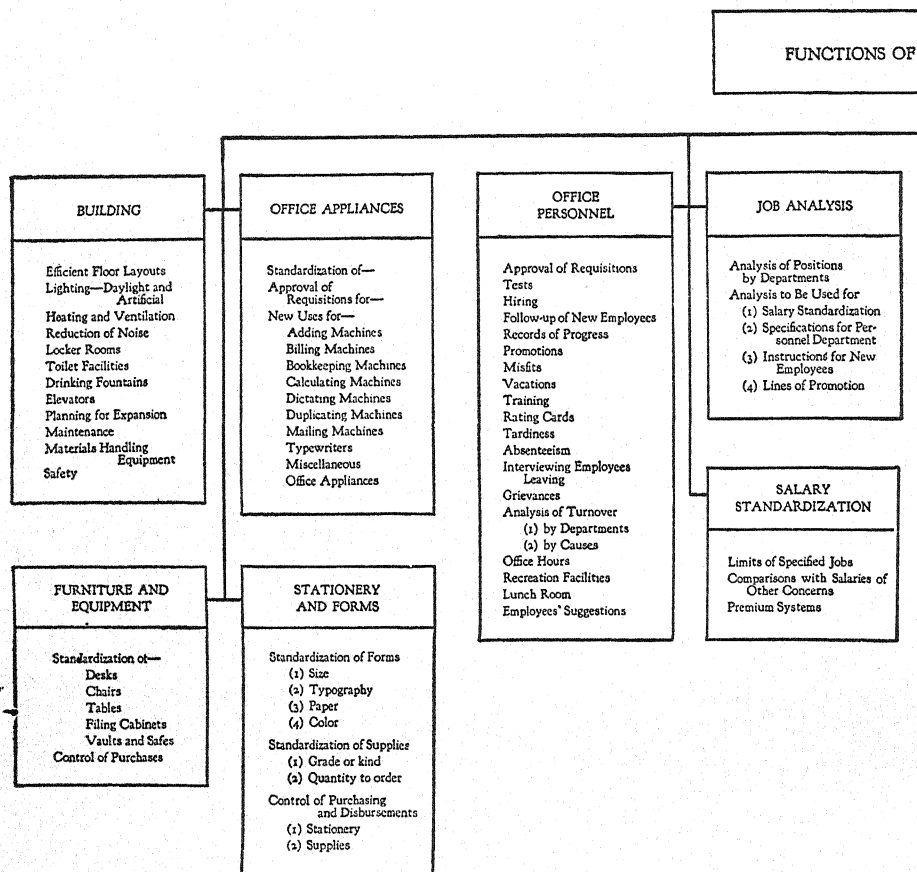 FUNCTIONS OF
BUILDING
Efficient Floor Layouts
Lighting—Daylight and
Artificial
Heating and Ventilation
Reduction of Noise
Locker Rooms
Toilet Facilities
Drinking Fountains
Elevators
Planning for Expansion
Maintenance
Materials Handling
Equipment
Safety
OFFICE APPLIANCES
Standardization of—
Approval of
Requisitions for—
New Uses for—
Adding Machines
Billing Machines
Bookkeeping Machines
Calculating Machines
Dictating Machines
Duplicating Machines
Mailing Machines
Typewriters
Miscellaneous
Office Appliances
FURNITURE AND
EQUIPMENT
Standardization of—
Desks
Chairs
Tables
Filing Cabinets
Vaults and Safes
Control of Purchases
STATIONERY
AND FORMS
Standardization of Forms
(1) Size
(2) Typography
(3) Paper
(4) Color
Standardization of Supplies
(1) Grade or kind
(2) Quantity to order
Control of Purchasing
and Disbursements
(1) Stationery
(2) Supplies
OFFICE
PERSONNEL
Approval of Requisitions
Tests
Hiring
Follow-up of New Employees
Records of Progress
Promotions
Misfits
Vacations
Training
Rating Cards
Tardiness
Absenteeism
Interviewing Employees
Leaving
Grievances
Analysis of Turnover
(1) by Departments
(2) by Causes
Office Hours
Recreation Facilities
Lunch Room
Employees' Suggestions
JOB ANALYSIS
Analysis of Positions
by Departments
Analysis to Be Used for
(1) Salary Standardization
(2) Specifications for Per-
sonnel Department
(3) Instructions for New
Employees
(4) Lines of Promotion
SALARY
STANDARDIZATION
Limits of Specified Jobs
Comparisons with Salaries of
Other Concerns
Premium Systems